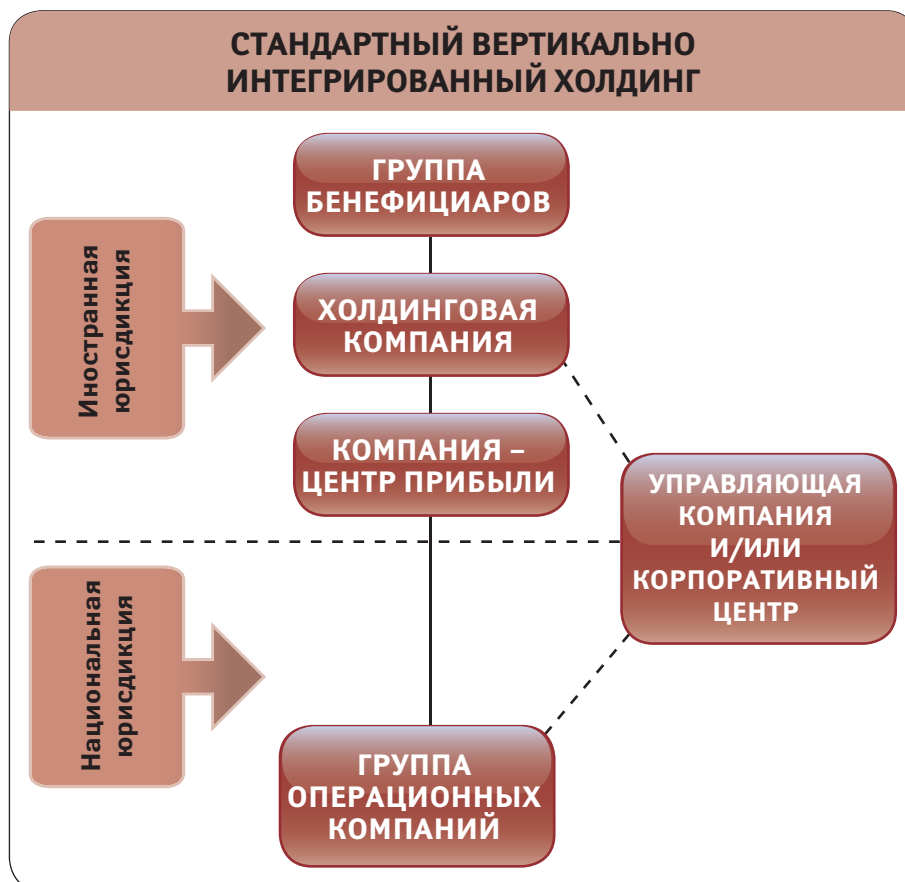 СТАНДАРТНЫЙ ВЕРТИКАЛЬНО
ИНТЕГРИРОВАННЫЙ ХОЛДИНГ
ГРУППА
БЕНЕФИЦИАРОВ
Иностранная
юрисдикция
ХОЛДИНГОВАЯ
КОМПАНИЯ
КОМПАНИЯ –
ЦЕНТР ПРИБЫЛИ
УПРАВЛЯЮЩАЯ
КОМПАНИЯ
И/ИЛИ
КОРПОРАТИВНЫЙ
ЦЕНТР
Национальная
юрисдикция
ГРУППА
ОПЕРАЦИОННЫХ
КОМПАНИЙ